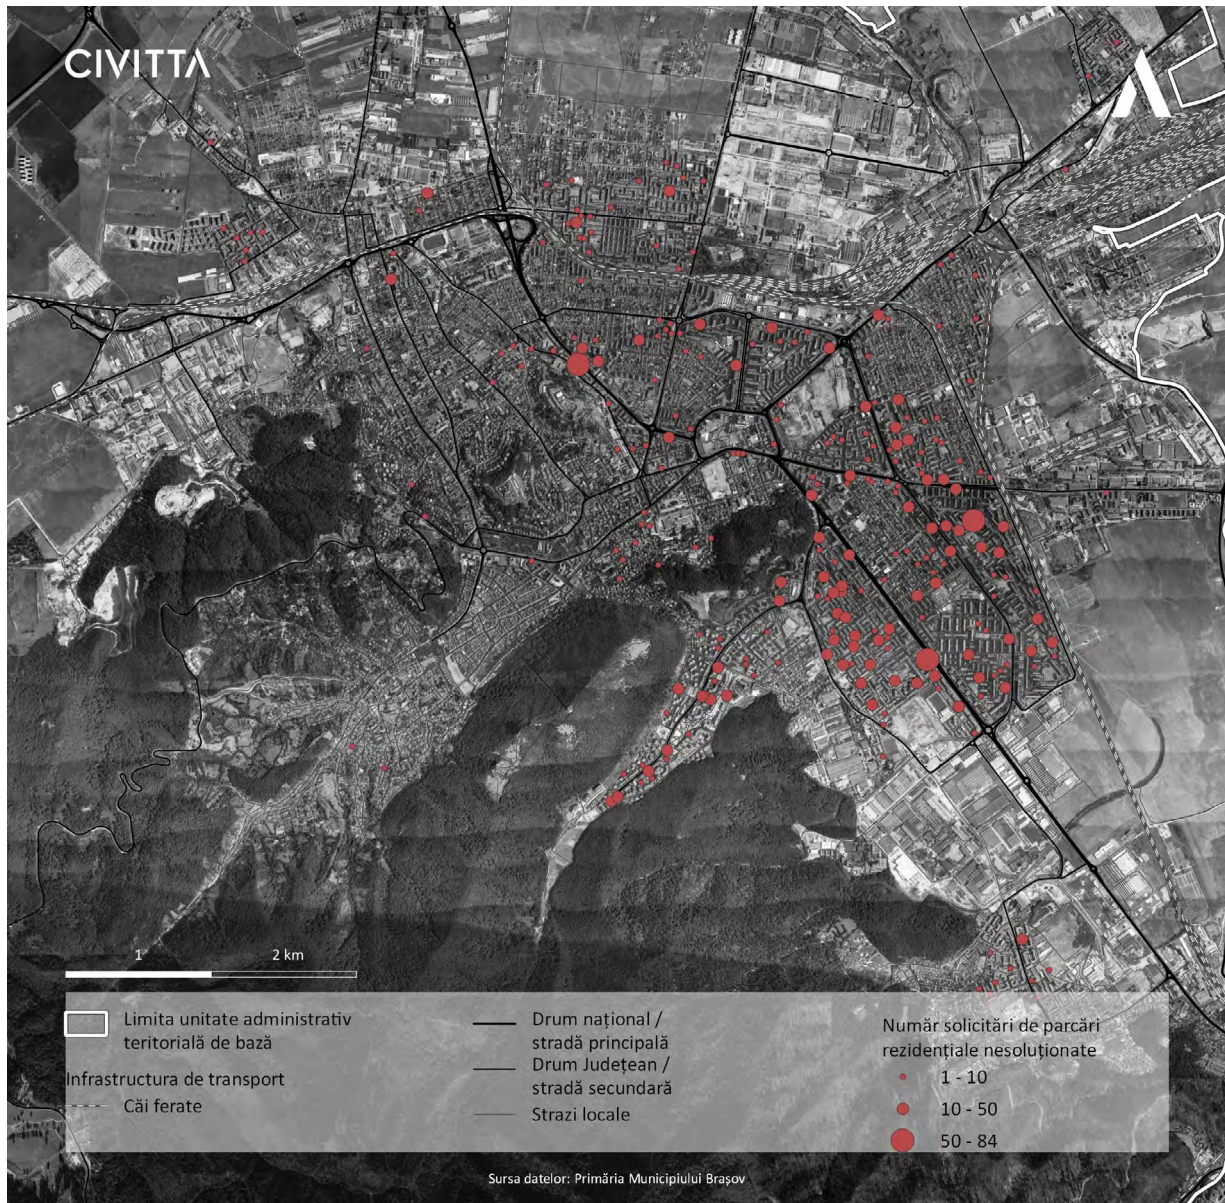 CIVITTA
1
2 km
Limita unitate administrativ
teritorială de bază
Infrastructura de transport
Căi ferate
Drum național /
stradă principală
Drum Județean /
stradă secundară
Strazi locale
Număr solicitări de parcări
rezidențiale nesoluționate
1 - 10
10 - 50
50 - 84
Sursa datelor: Primăria Municipiului Brașov